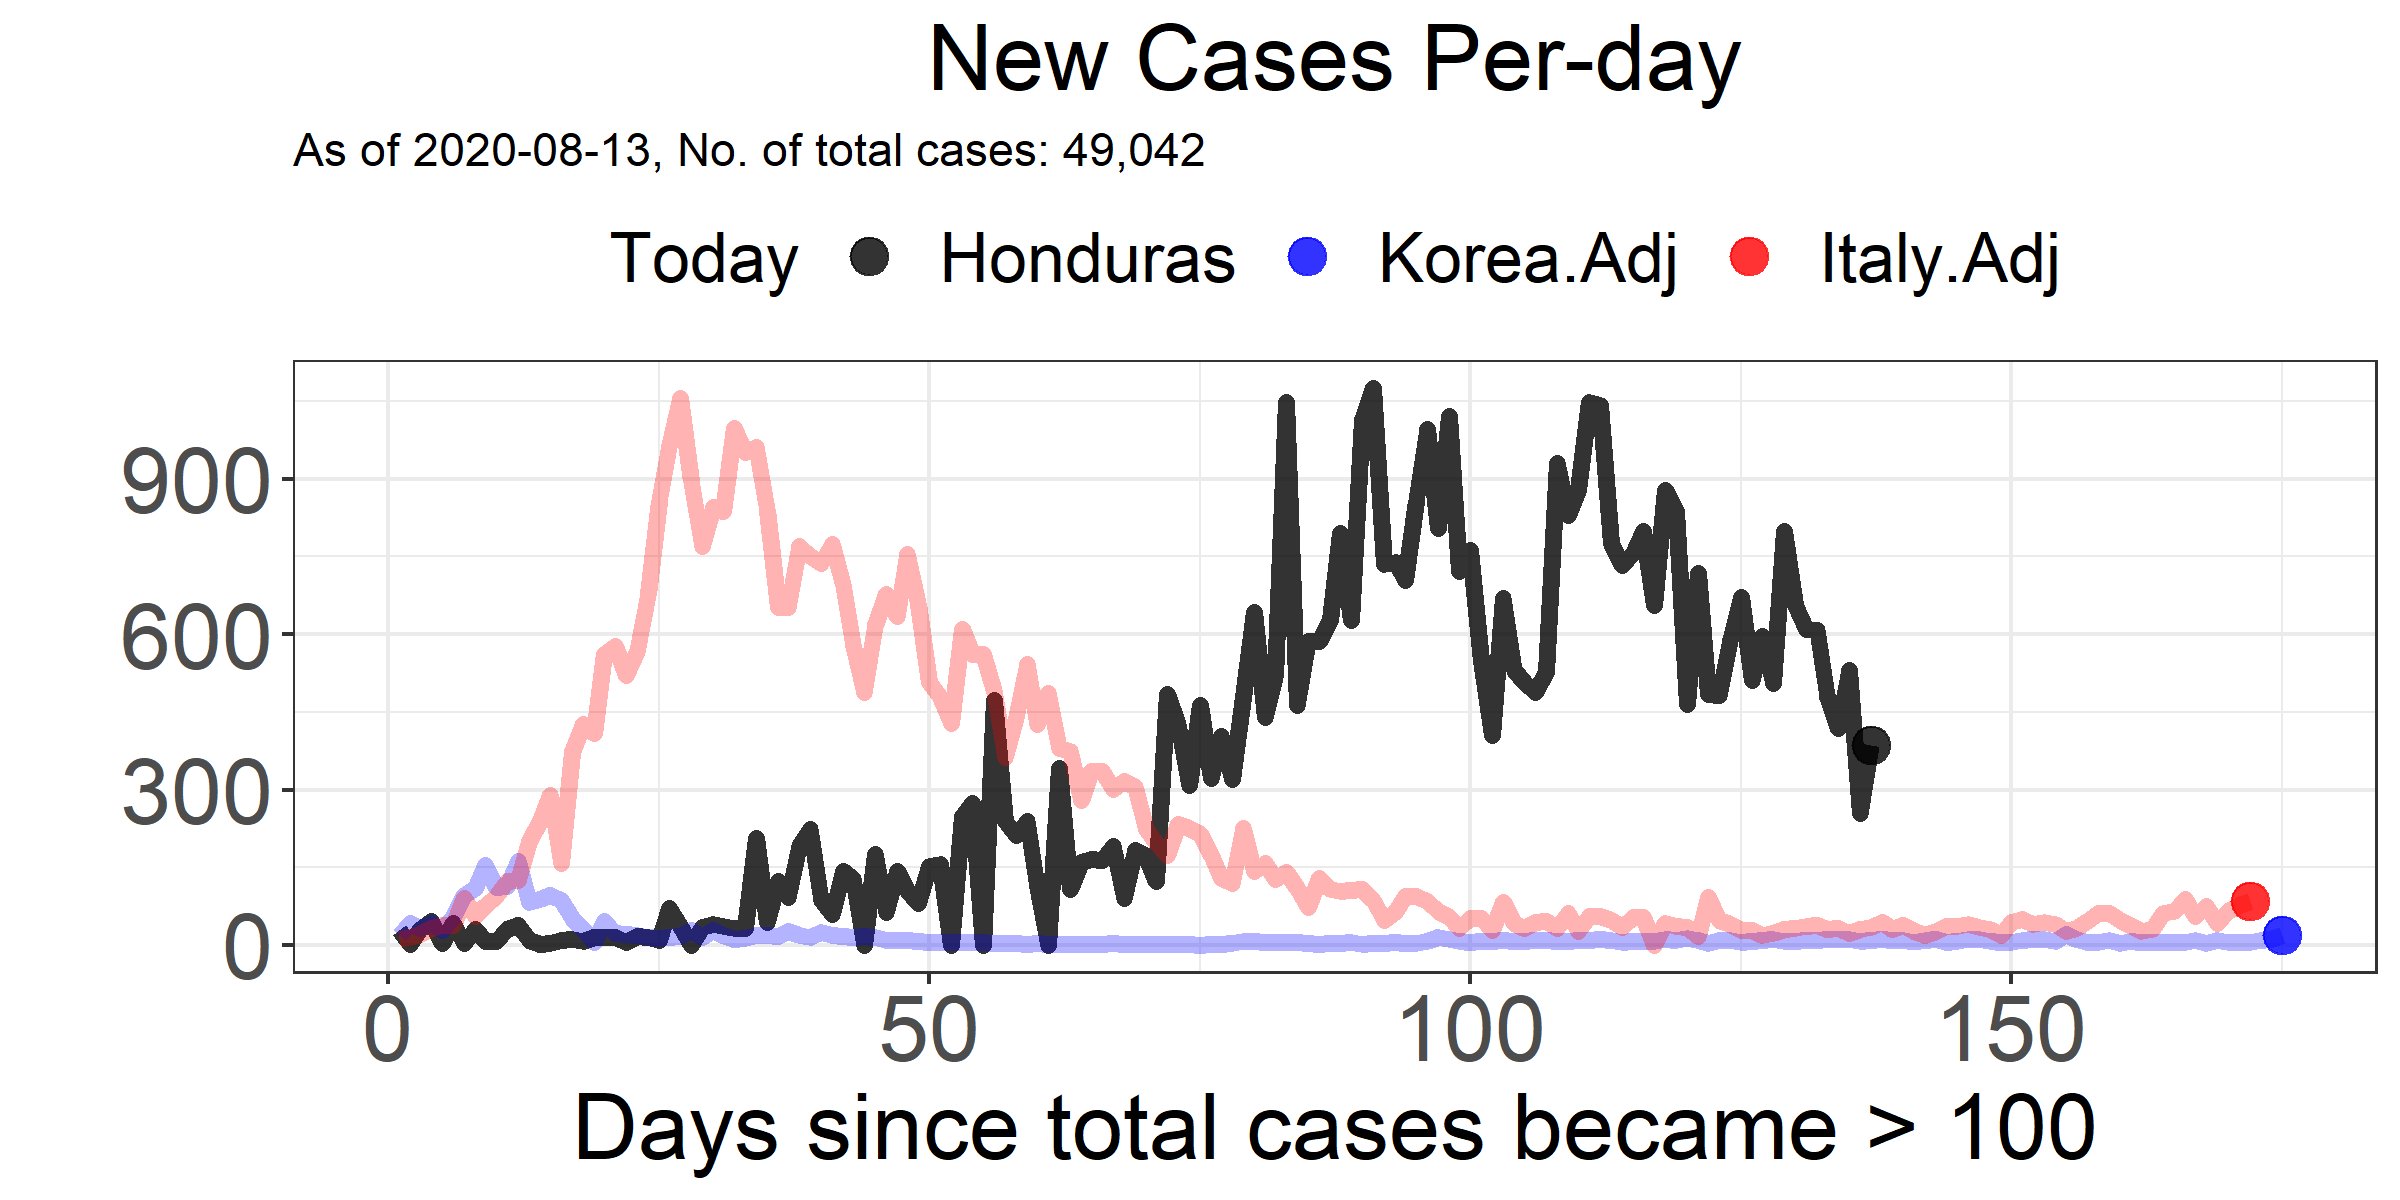 New Cases Per-day
As of 2020-08-13, No. of total cases: 49,042
Today Honduras Korea.Adj Italy.Adj
900
600
300
0
0 50 100 150
Days since total cases became > 100